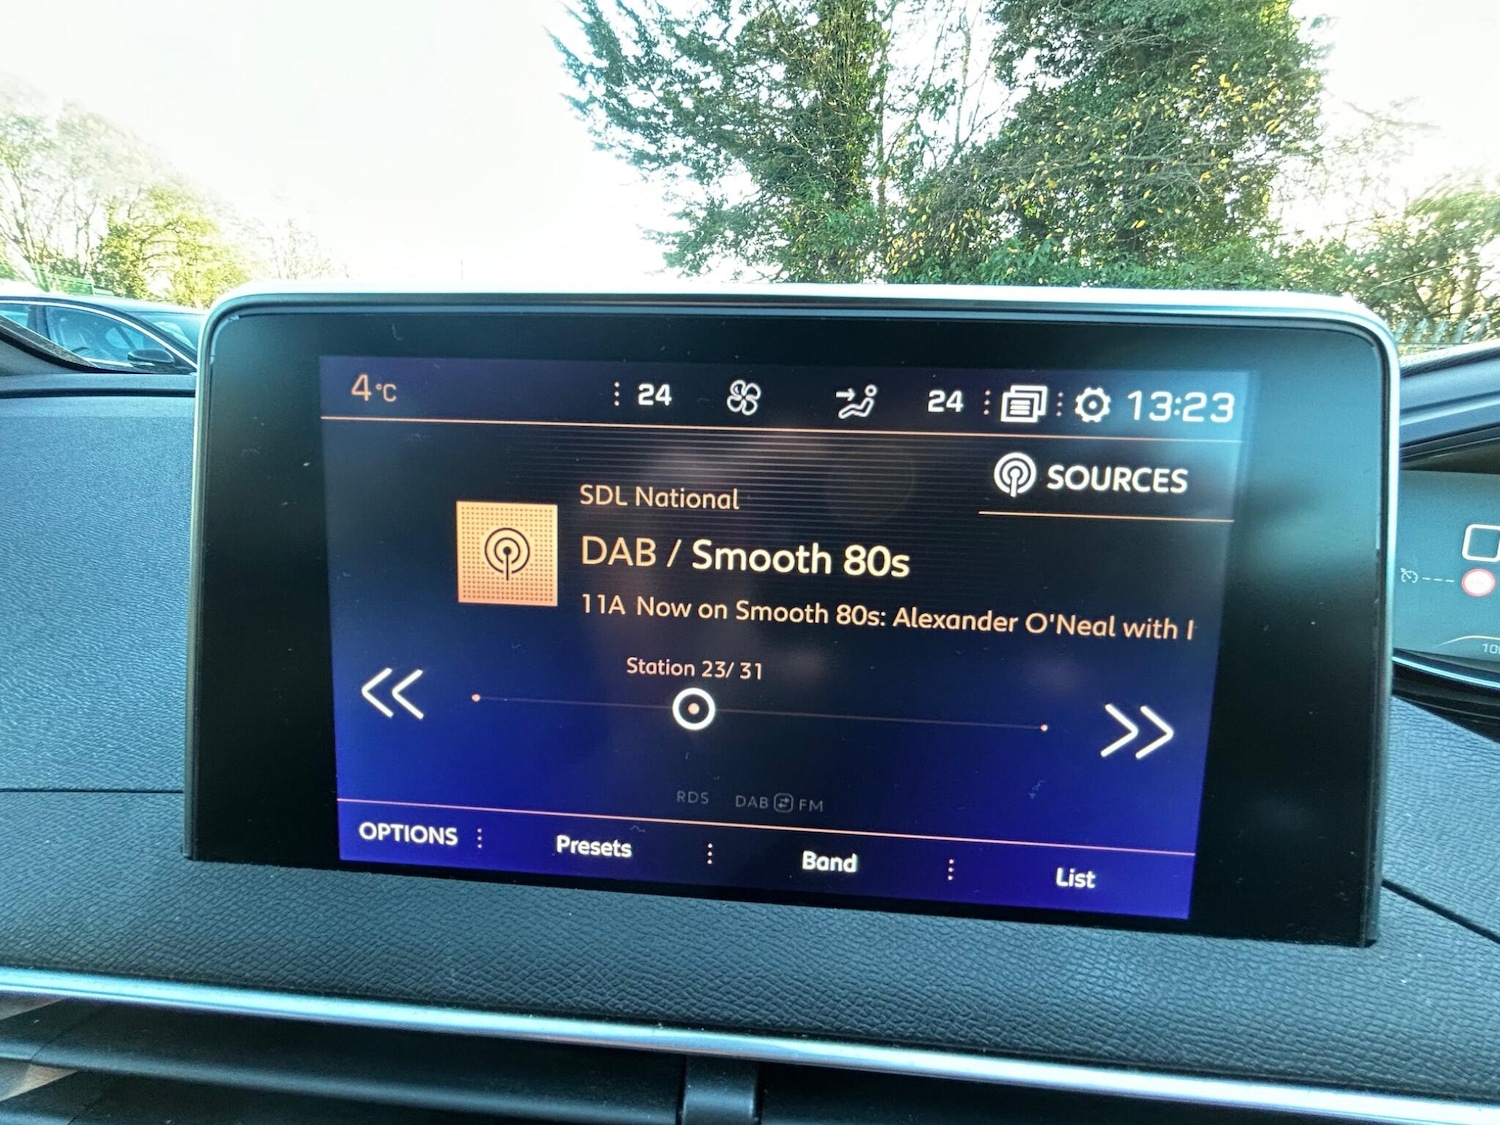 4°C 24 24 13:23
SOURCES
SDL National
DAB / Smooth 80s
11A Now on Smooth 80s: Alexander O'Neal with
Station 23/ 31
RDS DAB FM
OPTIONS Presets Band List